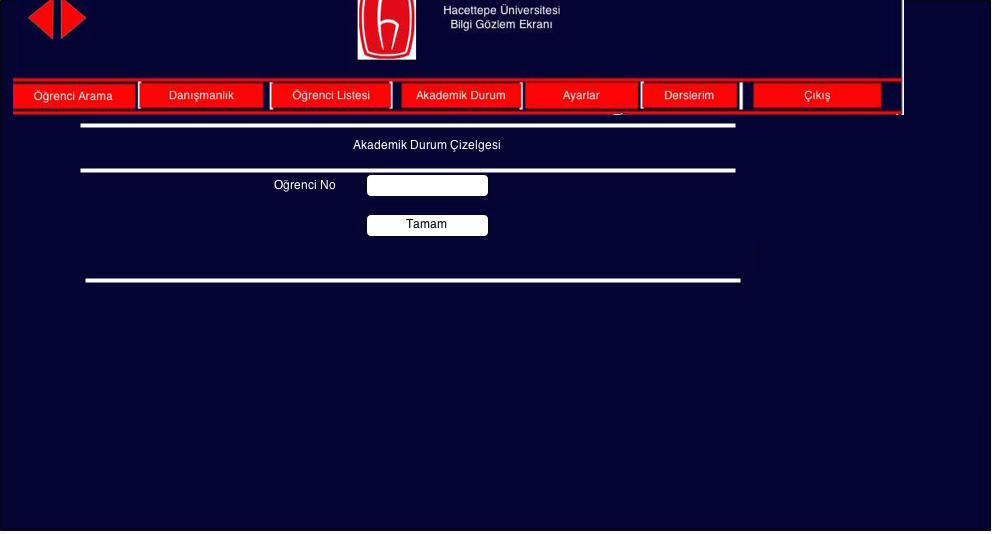 Hacettepe Üniversitesi
Bilgi Gözlem Ekranı
Öğrenci Arama Danışmanlık Öğrenci Listesi Akademik Durum Ayarlar Derslerim Çıkış
Akademik Durum Çizelgesi
Oğrenci No
Tamam